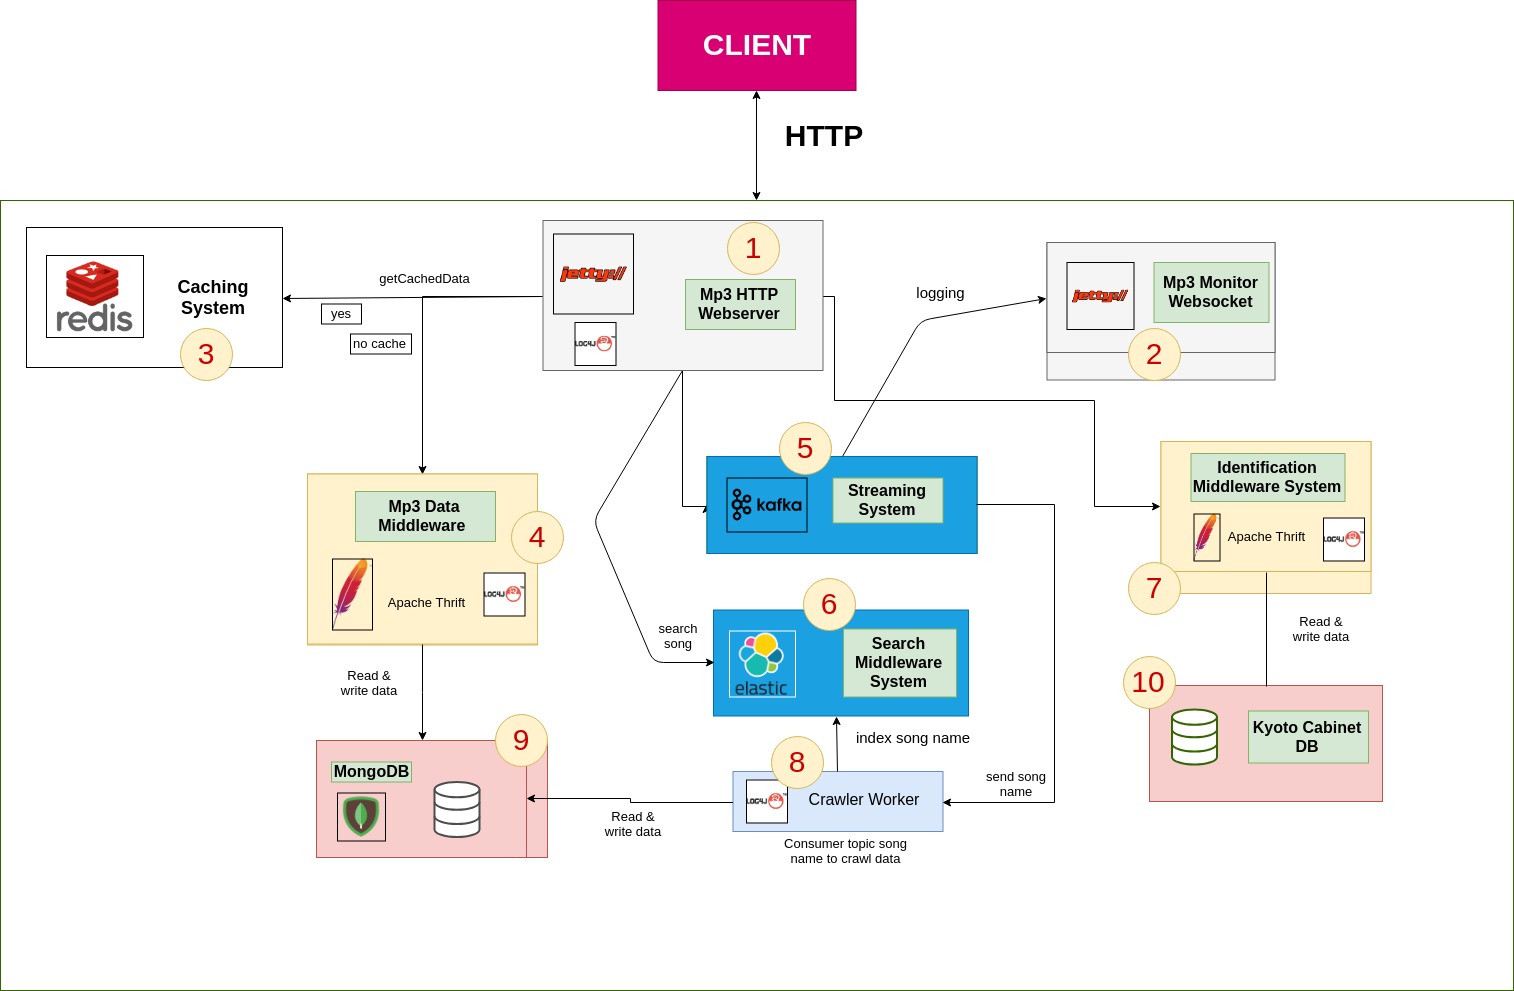 CLIENT
HTTP
redis
Caching
System
3
getCachedData
yes
no cache
jetty://
1
Mp3 HTTP
Webserver
LOG4J
logging
jetty://
Mp3 Monitor
Websocket
2
Mp3 Data
Middleware
4
Apache Thrift
LOG4J
5
kafka
Streaming
System
Identification
Middleware System
Apache Thrift
LOG4J
7
search
song
6
elastic
Search
Middleware
System
Read &
write data
Read &
write data
9
MongoDB
index song name
8
LOG4J
Crawler Worker
Consumer topic song
name to crawl data
Read &
write data
send song
name
10
Kyoto Cabinet
DB